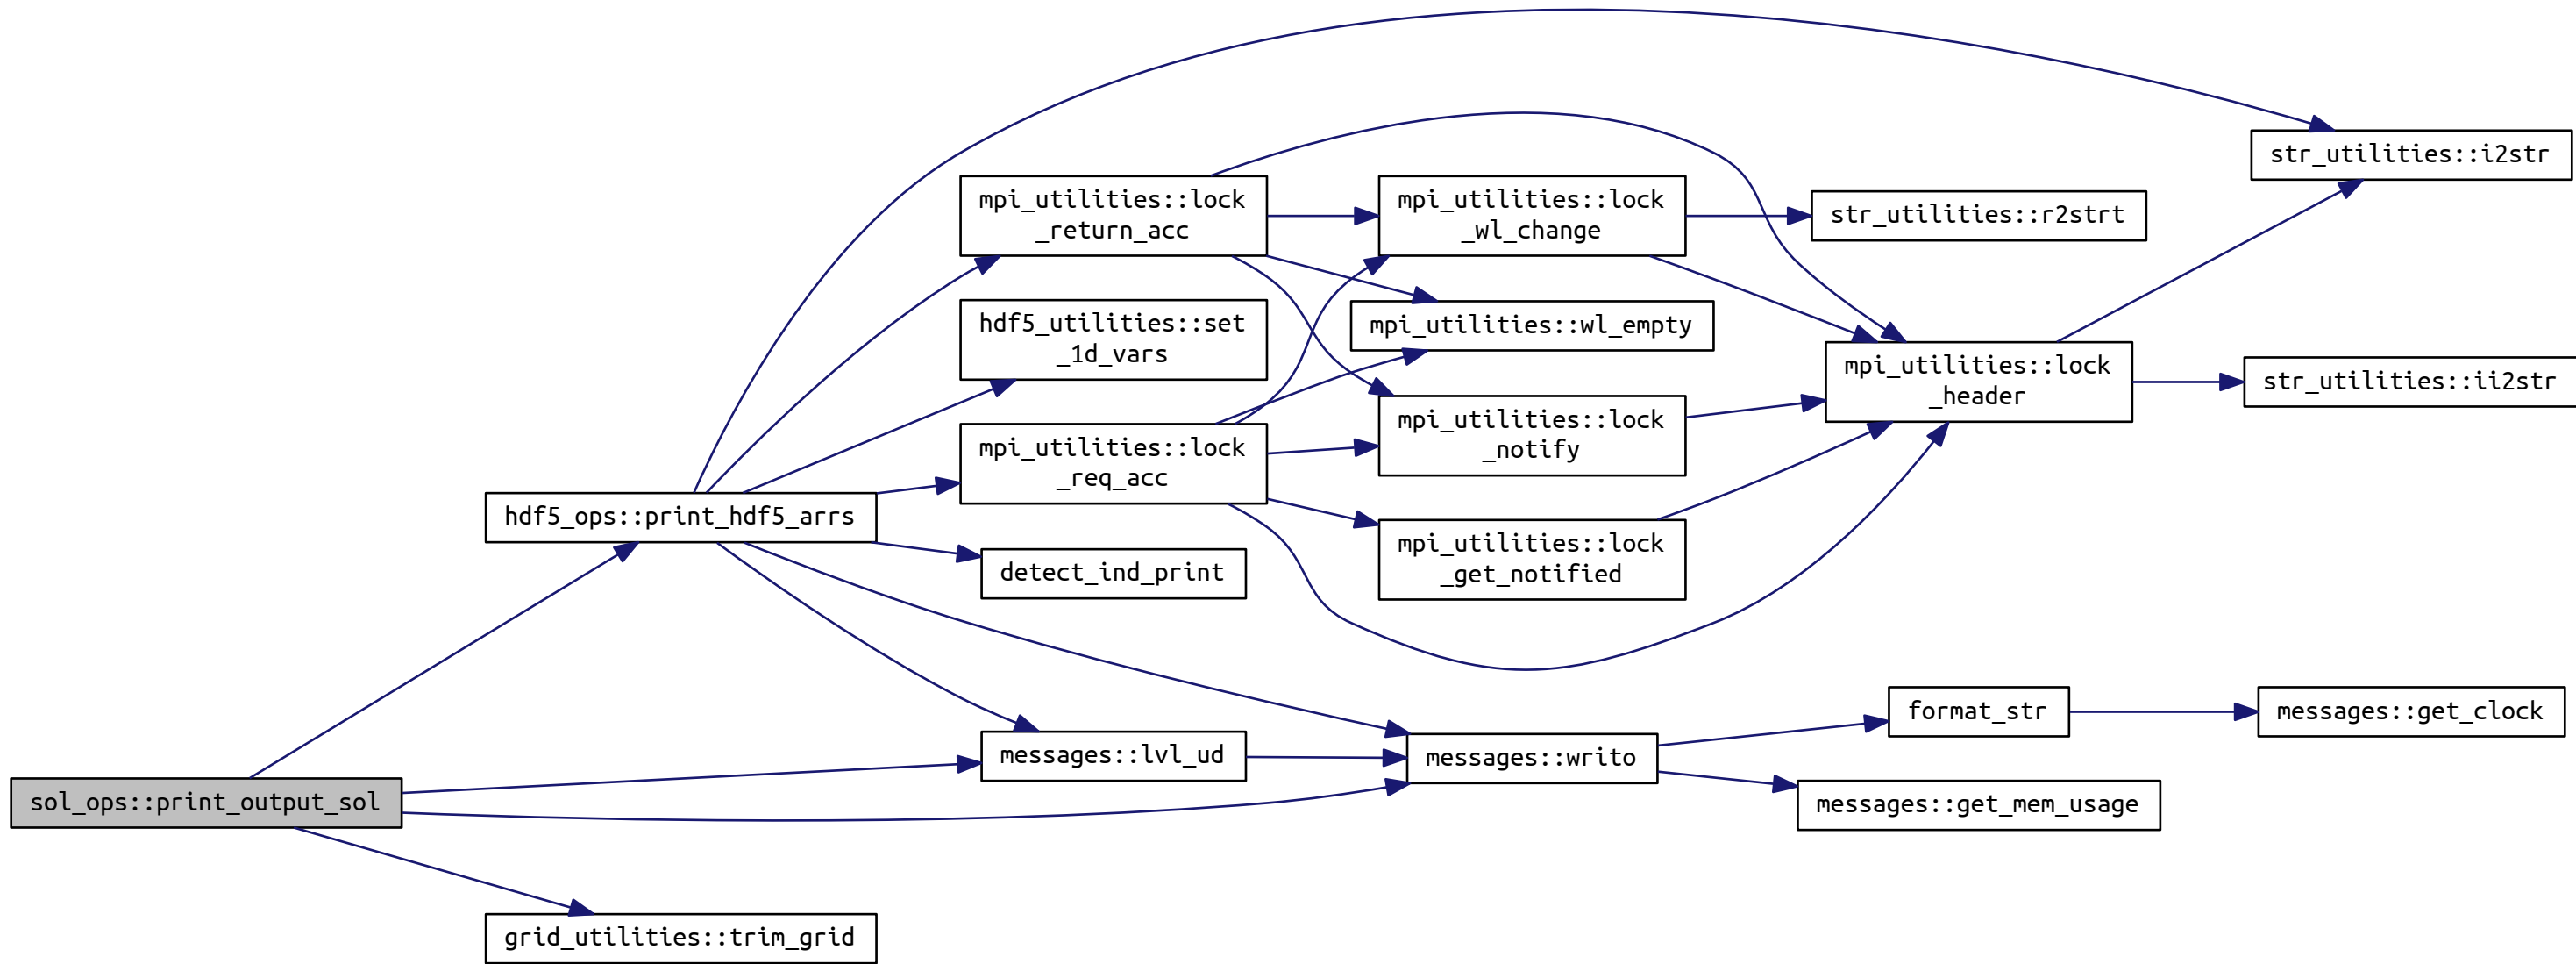 str_utilities::i2str
mpi_utilities::lock
_return_acc
mpi_utilities::lock
_wl_change
str_utilities::r2strt
hdf5_utilities::set
_1d_vars
mpi_utilities::wl_empty
mpi_utilities::lock
_header
str_utilities::ii2str
mpi_utilities::lock
_req_acc
mpi_utilities::lock
_notify
hdf5_ops::print_hdf5_arrs
mpi_utilities::lock
_get_notified
detect_ind_print
format_str
messages::get_clock
messages::lvl_ud
messages::writo
sol_ops::print_output_sol
messages::get_mem_usage
grid_utilities::trim_grid